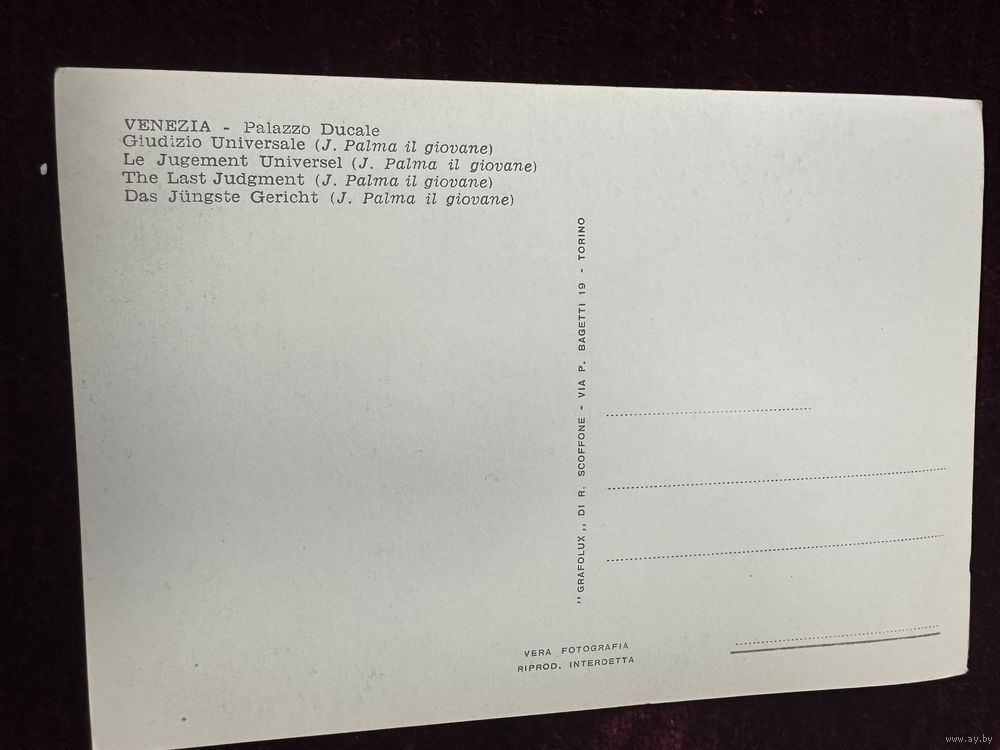 VENEZIA - Palazzo Ducale
Giudizio Universale (J. Palma il giovane)
Le Jugement Universel (J. Palma il giovane)
The Last Judgment (J. Palma il giovane)
Das Jüngste Gericht (J. Palma il giovane)
,, GRAFOLUX ,, DI R. SCOFFONE - VIA P. BAGETTI 19 - TORINO
VERA FOTOGRAFIA
RIPROD. INTERDETTA
www.ay.by